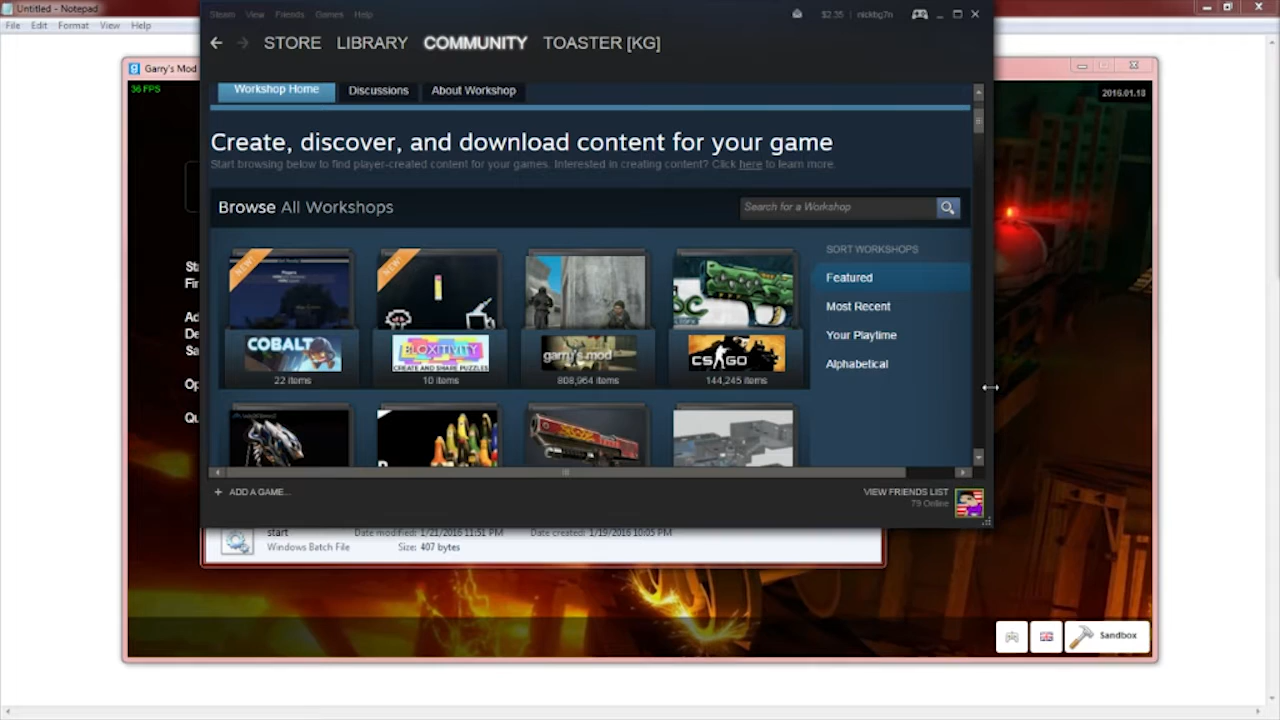 Untitled - Notepad
File Edit Format View Help
Garry's Mod
36 FPS
2016.01.18
Steam View Friends Games Help
$2.35 nickbg7n
STORE LIBRARY COMMUNITY TOASTER [KG]
Workshop Home Discussions About Workshop
Create, discover, and download content for your game
Start browsing below to find player-created content for your games. Interested in creating content? Click here to learn more.
Browse All Workshops
Search for a Workshop
SORT WORKSHOPS
Featured
Most Recent
Your Playtime
Alphabetical
NEW!
NEW!
COBALT
BLOXITIVITY
CREATE AND SHARE PUZZLES
garry's mod
CS GO
22 items
10 items
808,964 items
144,245 items
+ ADD A GAME...
VIEW FRIENDS LIST
79 Online
start
Date modified: 1/21/2016 11:51 PM
Date created: 1/19/2016 10:05 PM
Windows Batch File
Size: 407 bytes
Sandbox